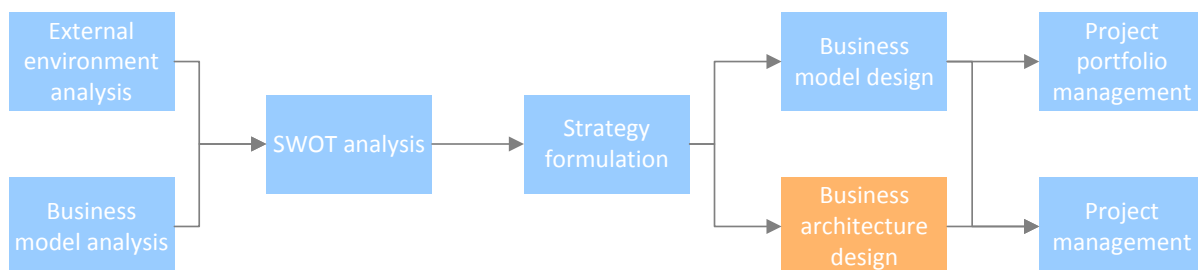 External
environment
analysis
Business
model analysis
SWOT analysis
Strategy
formulation
Business
model design
Business
architecture
design
Project
portfolio
management
Project
management